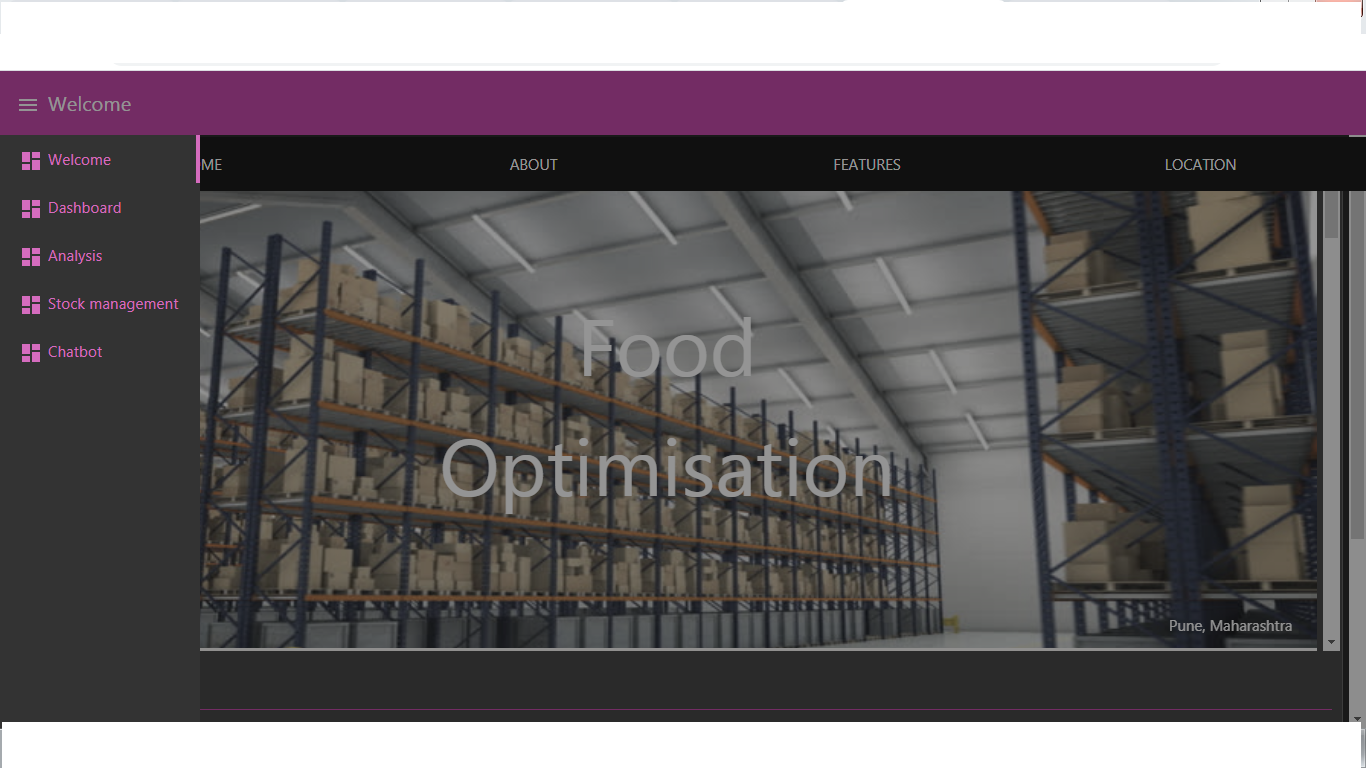 Welcome
Welcome
Dashboard
Analysis
Stock management
Chatbot
ME
ABOUT
FEATURES
LOCATION
Food
Optimisation
Pune, Maharashtra